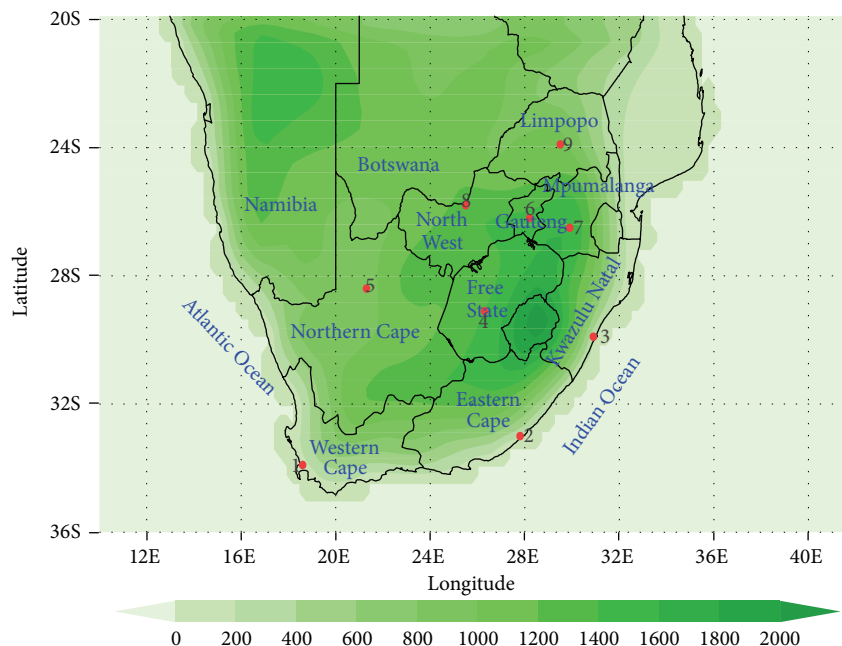 20S
24S
28S
32S
36S
Latitude
12E
16E
20E
24E
28E
32E
36E
40E
Longitude
Limpopo
9
Botswana
Mpumalanga
Namibia
8
6
North
West
Gauteng
7
5
Free
State
4
Kwazulu Natal
Northern Cape
3
Atlantic Ocean
Indian Ocean
Eastern
Cape
2
Western
Cape
1
0 200 400 600 800 1000 1200 1400 1600 1800 2000